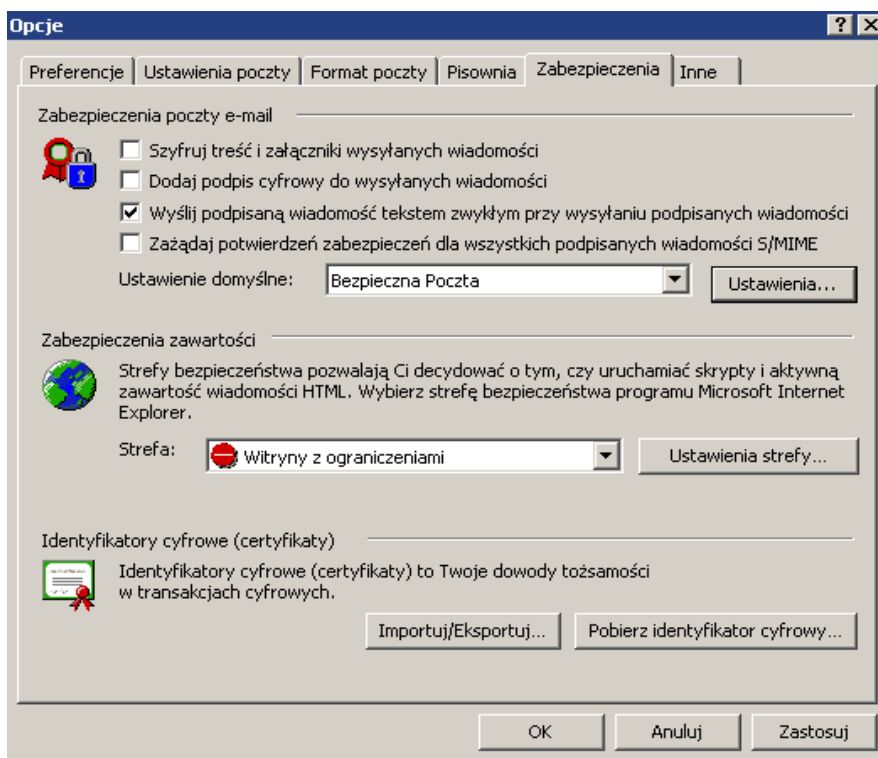 Opcje
Preferencje Ustawienia poczty Format poczty Pisownia Zabezpieczenia Inne
Zabezpieczenia poczty e-mail
Szyfruj treść i załączniki wysyłanych wiadomości
Dodaj podpis cyfrowy do wysyłanych wiadomości
Wyślij podpisaną wiadomość tekstem zwykłym przy wysyłaniu podpisanych wiadomości
Zażądaj potwierdzeń zabezpieczeń dla wszystkich podpisanych wiadomości S/MIME
Ustawienie domyślne: Bezpieczna Poczta Ustawienia...
Zabezpieczenia zawartości
Strefy bezpieczeństwa pozwalają Ci decydować o tym, czy uruchamiać skrypty i aktywną
zawartość wiadomości HTML. Wybierz strefę bezpieczeństwa programu Microsoft Internet
Explorer.
Strefa: Witryny z ograniczeniami Ustawienia strefy...
Identyfikatory cyfrowe (certyfikaty)
Identyfikatory cyfrowe (certyfikaty) to Twoje dowody tożsamości
w transakcjach cyfrowych.
Importuj/Eksportuj... Pobierz identyfikator cyfrowy...
OK Anuluj Zastosuj